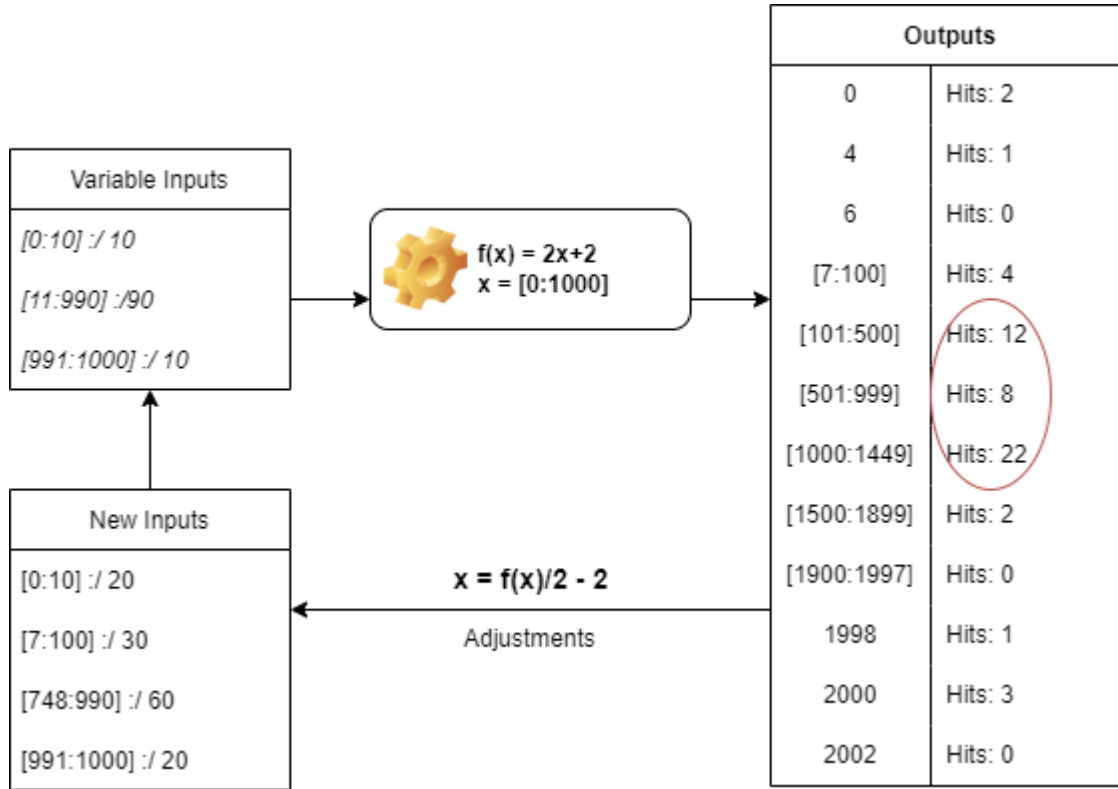 Variable Inputs
[0:10] :/ 10
[11:990] :/90
[991:1000] :/ 10
f(x) = 2x+2
x = [0:1000]
Outputs
0 Hits: 2
4 Hits: 1
6 Hits: 0
[7:100] Hits: 4
[101:500] Hits: 12
[501:999] Hits: 8
[1000:1449] Hits: 22
[1500:1899] Hits: 2
[1900:1997] Hits: 0
1998 Hits: 1
2000 Hits: 3
2002 Hits: 0
x = f(x)/2 - 2
Adjustments
New Inputs
[0:10] :/ 20
[7:100] :/ 30
[748:990] :/ 60
[991:1000] :/ 20